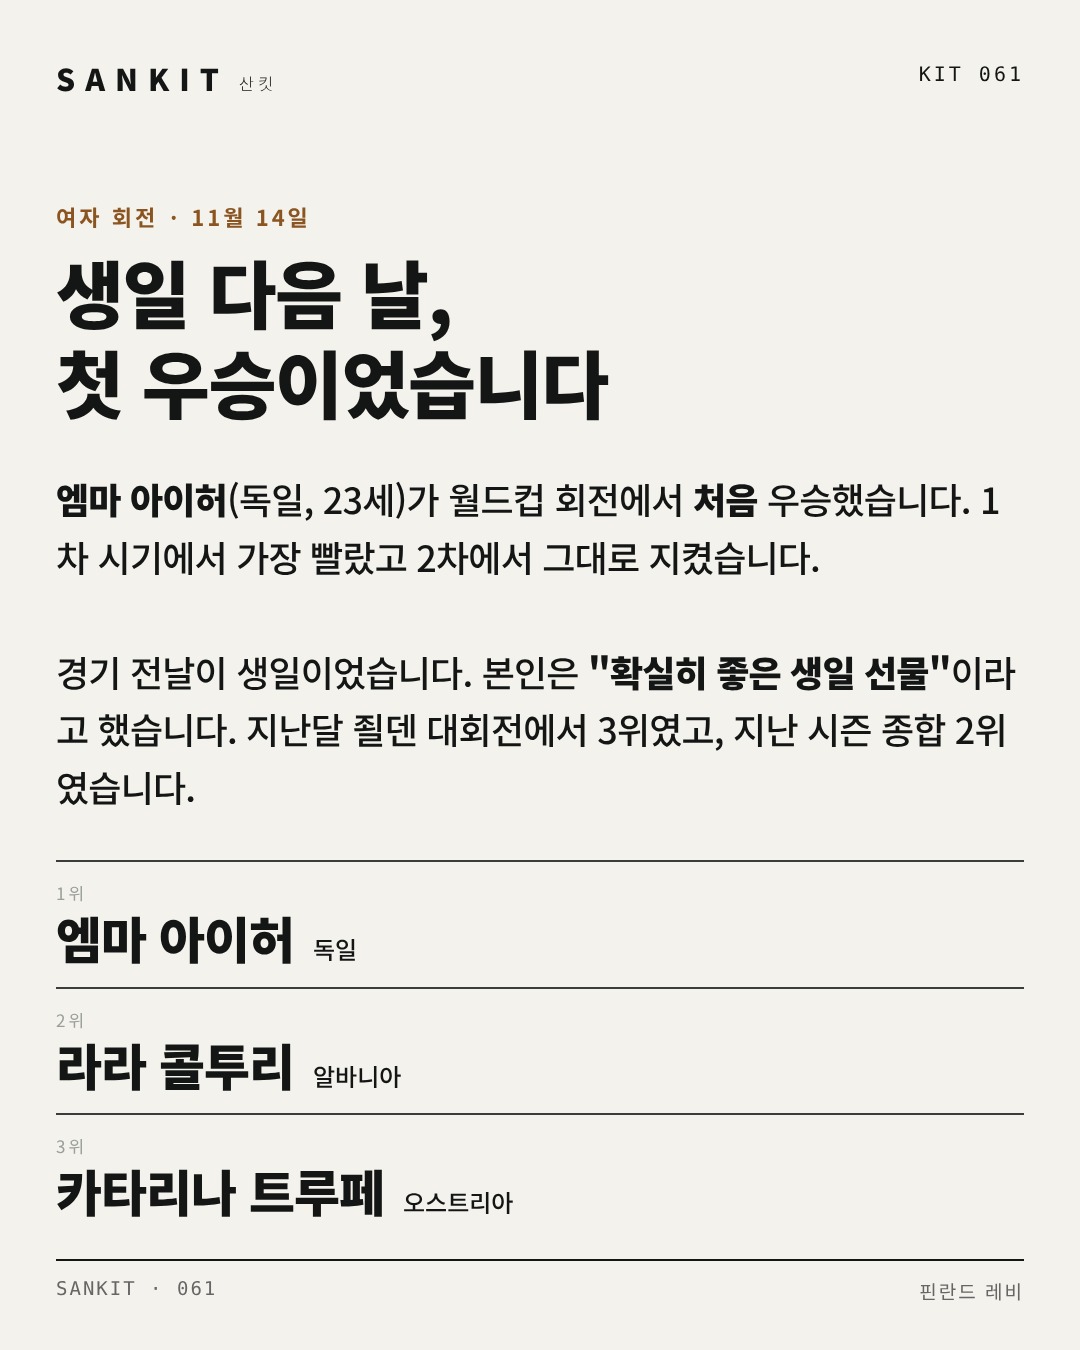 SANKIT 산킷
KIT 061
여자 회전 · 11월 14일
생일 다음 날,
첫 우승이었습니다
엠마 아이허(독일, 23세)가 월드컵 회전에서 처음 우승했습니다. 1
차 시기에서 가장 빨랐고 2차에서 그대로 지켰습니다.
경기 전날이 생일이었습니다. 본인은 "확실히 좋은 생일 선물"이라
고 했습니다. 지난달 죌덴 대회전에서 3위였고, 지난 시즌 종합 2위
였습니다.
1위
엠마 아이허 독일
2위
라라 콜투리 알바니아
3위
카타리나 트루페 오스트리아
SANKIT · 061
핀란드 레비